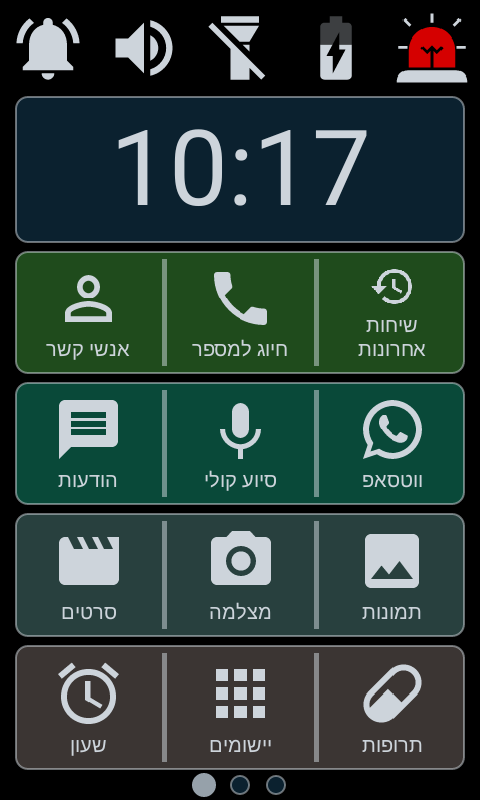 10:17
שיחות
אחרונות
חיוג למספר
אנשי קשר
ווטסאפ
סיוע קולי
הודעות
תמונות
מצלמה
סרטים
תרופות
יישומים
שעון